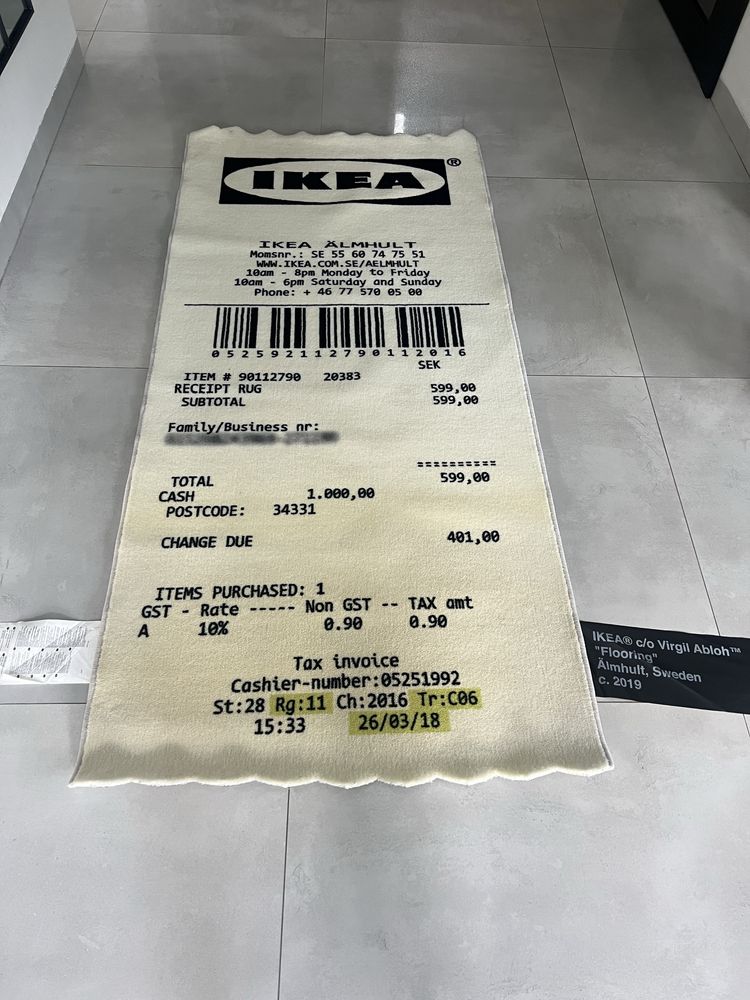 IKEA®
IKEA ÄLMHULT
Momsnr.: SE 55 60 74 75 51
WWW.IKEA.COM.SE/AELMHULT
10am - 8pm Monday to Friday
10am - 6pm Saturday and Sunday
Phone: + 46 77 570 05 00
052592112790112016
SEK
ITEM # 90112790 20383
RECEIPT RUG 599,00
SUBTOTAL 599,00
Family/Business nr:
==========
TOTAL 599,00
CASH 1.000,00
POSTCODE: 34331
CHANGE DUE 401,00
ITEMS PURCHASED: 1
GST - Rate ----- Non GST -- TAX amt
A 10% 0.90 0.90
Tax invoice
Cashier-number:05251992
St:28 Rg:11 Ch:2016 Tr:C06
15:33 26/03/18
IKEA® c/o Virgil Abloh™
"Flooring"
Älmhult, Sweden
c. 2019